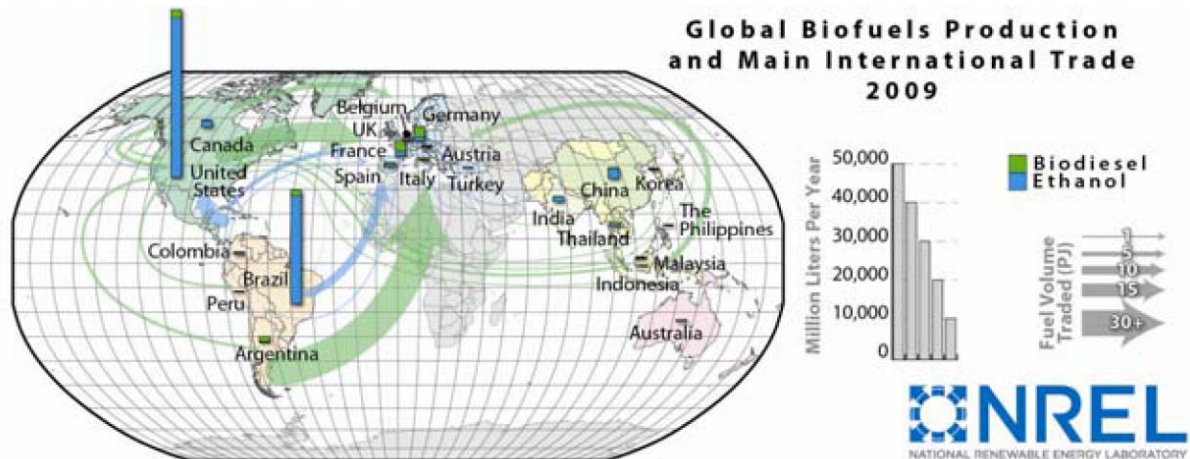 Global Biofuels Production
and Main International Trade
2009
Belgium
Germany
UK
Canada
France
Austria
United
States
Spain
Italy
Turkey
China
Korea
India
The
Philippines
Thailand
Colombia
Brazil
Malaysia
Indonesia
Peru
Australia
Argentina
Million Liters Per Year
50,000
40,000
30,000
20,000
10,000
0
Biodiesel
Ethanol
Fuel Volume
Traded (PJ)
5
10
15
30+
NREL
NATIONAL RENEWABLE ENERGY LABORATORY